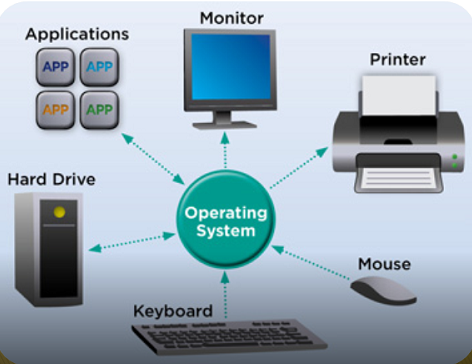 Monitor
Applications
APP APP
APP APP
Printer
Hard Drive
Operating
System
Mouse
Keyboard